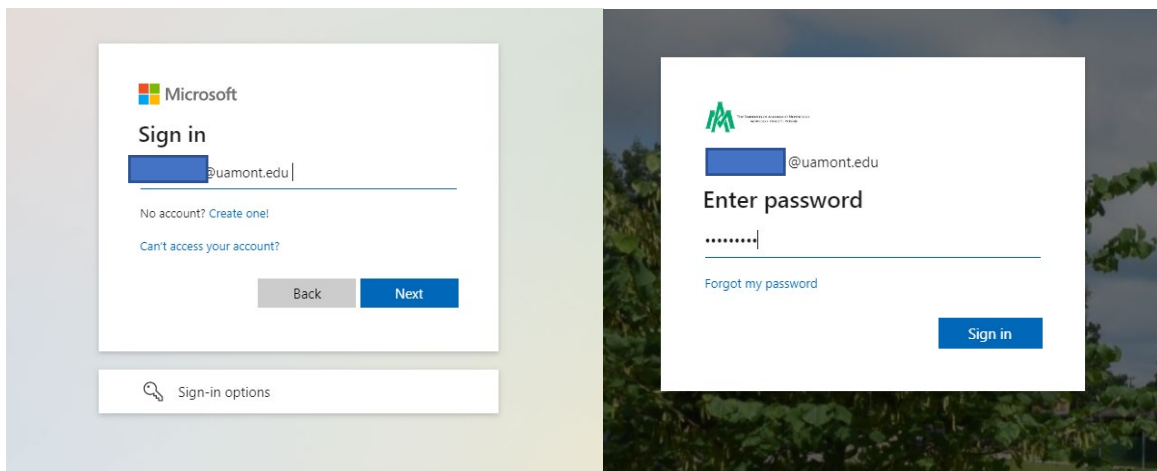 Microsoft
Sign in
@uamont.edu
No account? Create one!
Can't access your account?
Back
Next
Sign-in options
@uamont.edu
Enter password
•••••••••
Forgot my password
Sign in